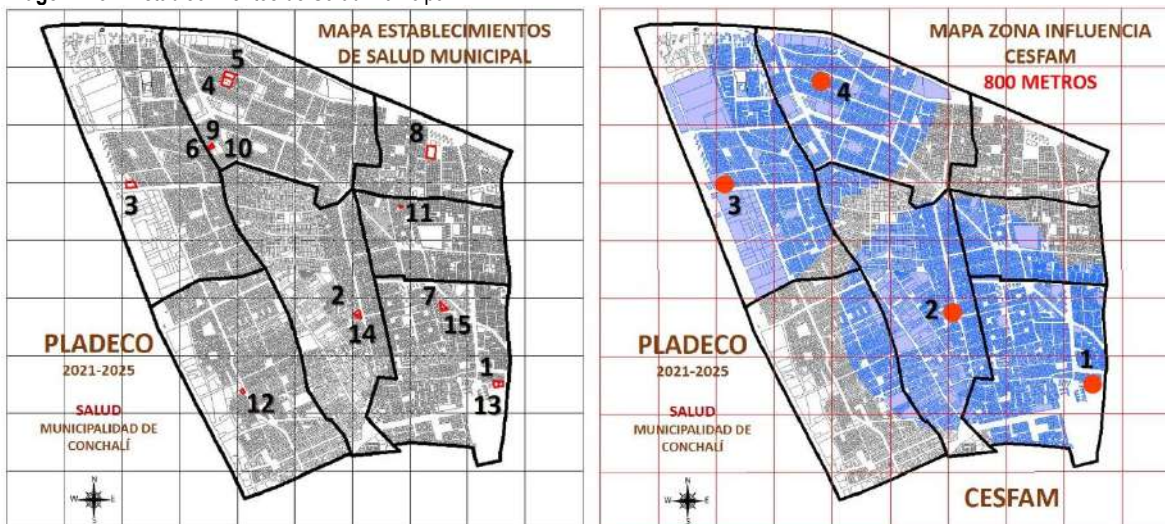 MAPA ESTABLECIMIENTOS
DE SALUD MUNICIPAL
5
4
9
6
10
8
3
11
2
7
14
15
1
12
13
PLADECO
2021-2025
SALUD
MUNICIPALIDAD DE
CONCHALÍ
N
W
E
S
MAPA ZONA INFLUENCIA
CESFAM
800 METROS
4
3
2
1
PLADECO
2021-2025
SALUD
MUNICIPALIDAD DE
CONCHALÍ
N
W
E
S
CESFAM